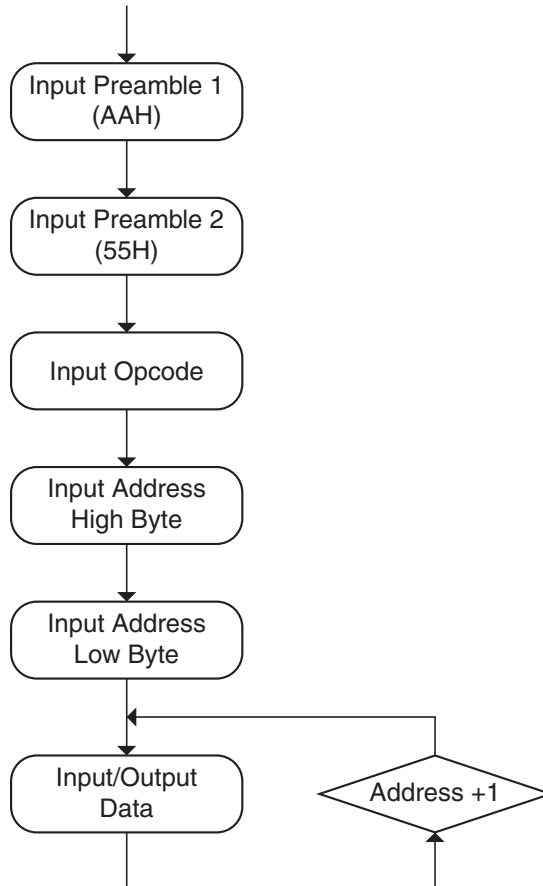 Input Preamble 1
(AAH)
Input Preamble 2
(55H)
Input Opcode
Input Address
High Byte
Input Address
Low Byte
Input/Output
Data
Address +1